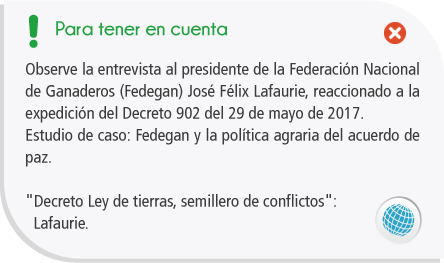 Para tener en cuenta
Observe la entrevista al presidente de la Federación Nacional
de Ganaderos (Fedegan) José Félix Lafaurie, reaccionado a la
expedición del Decreto 902 del 29 de mayo de 2017.
Estudio de caso: Fedegan y la política agraria del acuerdo de
paz.
"Decreto Ley de tierras, semillero de conflictos":
Lafaurie.